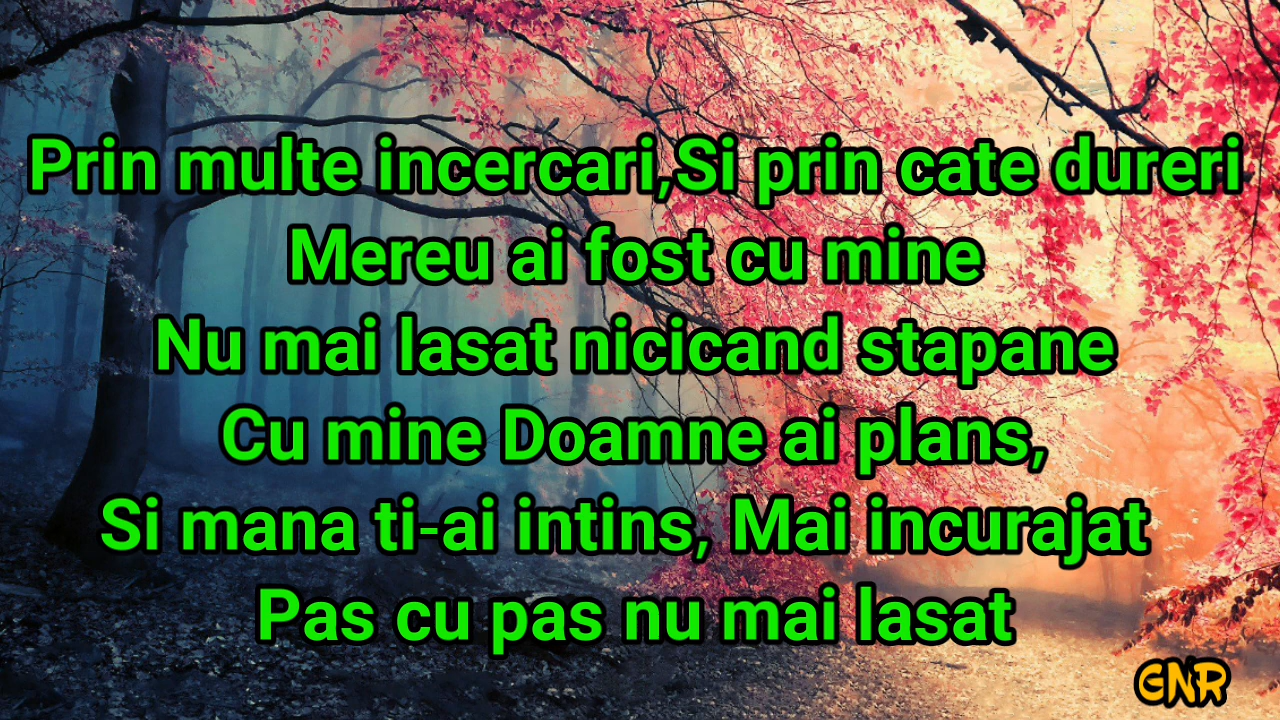 Prin multe incercari,Si prin cate dureri
Mereu ai fost cu mine
Nu mai lasat nicicand stapane
Cu mine Doamne ai plans,
Si mana ti-ai intins, Mai incurajat
Pas cu pas nu mai lasat
GNR